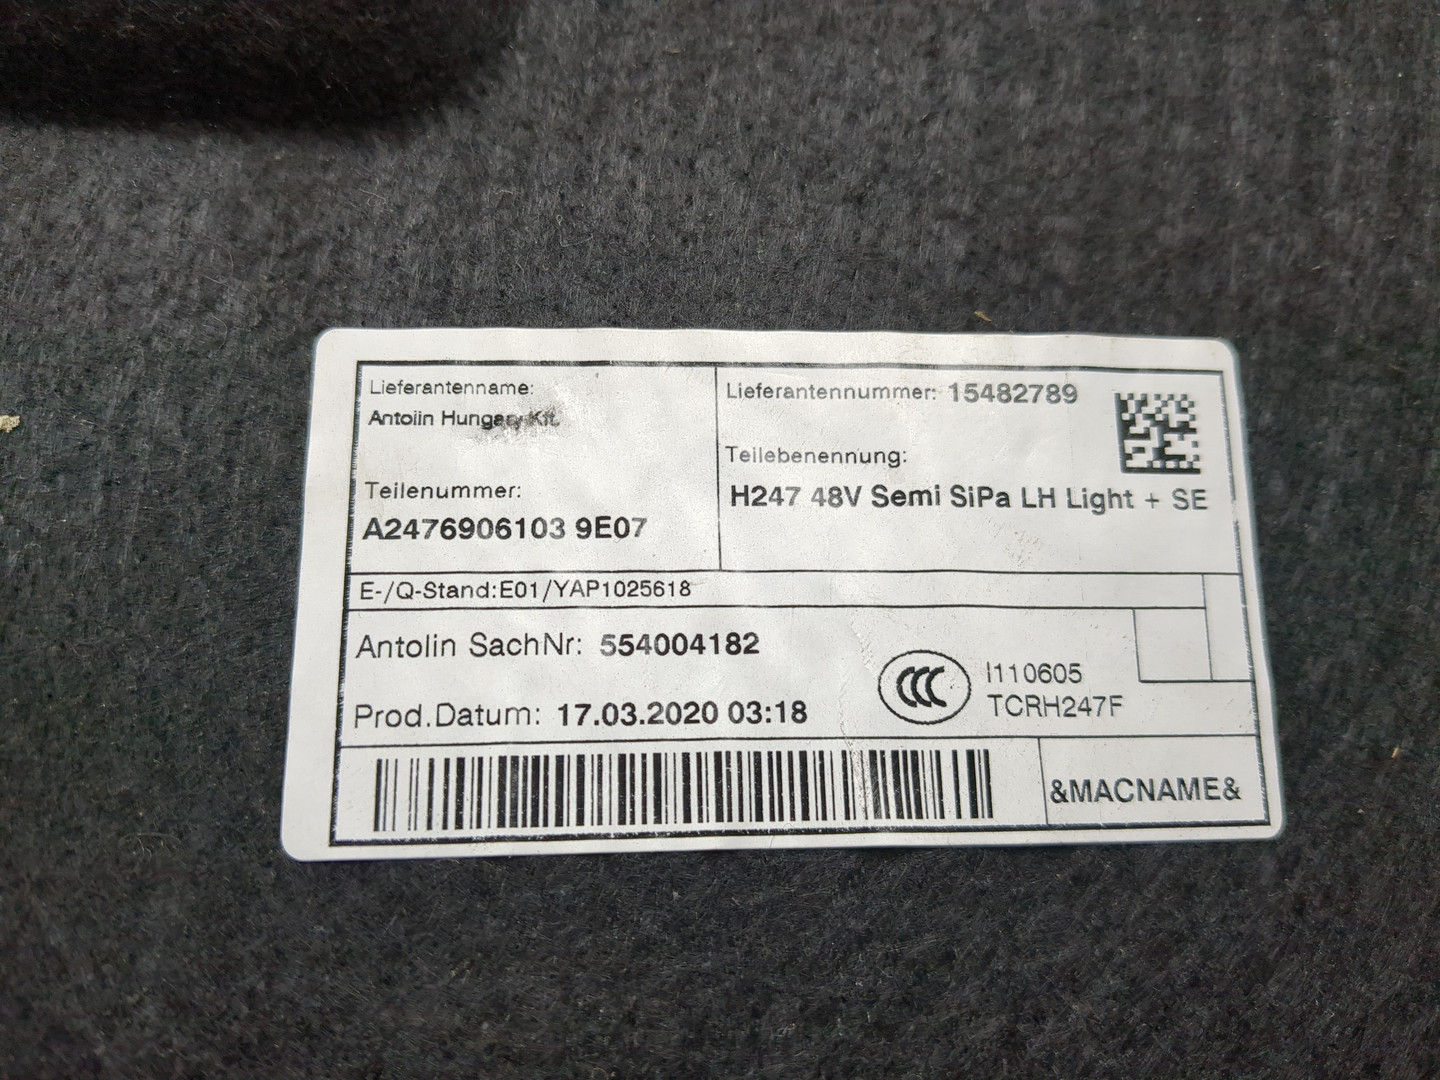 Lieferantenname:
Antolin Hungary Kft.
Lieferantennummer: 15482789
Teilenummer:
A2476906103 9E07
Teilebenennung:
H247 48V Semi SiPa LH Light + SE
E-/Q-Stand:E01/YAP1025618
Antolin SachNr: 554004182
Prod.Datum: 17.03.2020 03:18
CCC
I110605
TCRH247F
&MACNAME&